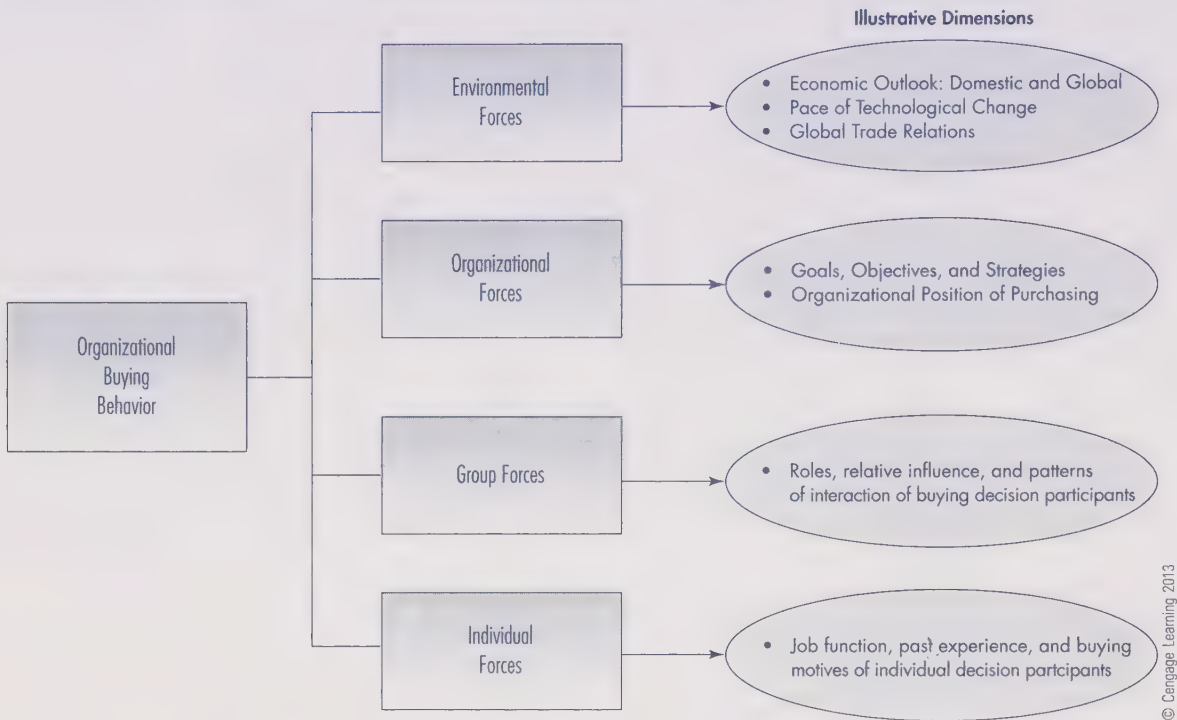 Illustrative Dimensions
Environmental
Forces
• Economic Outlook: Domestic and Global
• Pace of Technological Change
• Global Trade Relations
Organizational
Forces
• Goals, Objectives, and Strategies
• Organizational Position of Purchasing
Organizational
Buying
Behavior
Group Forces
• Roles, relative influence, and patterns
of interaction of buying decision participants
Individual
Forces
• Job function, past experience, and buying
motives of individual decision partcipants
© Cengage Learning 2013